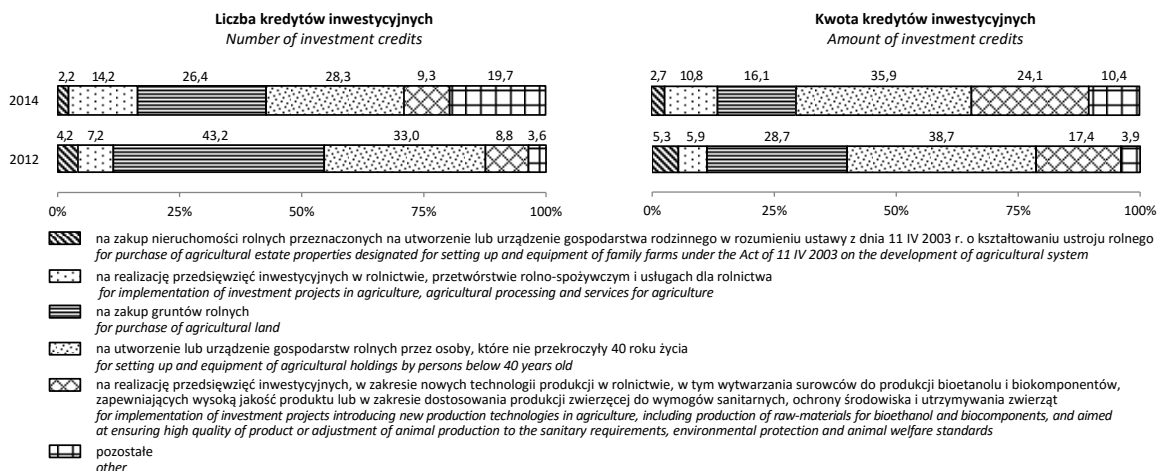 Liczba kredytów inwestycyjnych
Number of investment credits
2,2 14,2 26,4 28,3 9,3 19,7
2014
4,2 7,2 43,2 33,0 8,8 3,6
2012
0% 25% 50% 75% 100%
Kwota kredytów inwestycyjnych
Amount of investment credits
2,7 10,8 16,1 35,9 24,1 10,4
5,3 5,9 28,7 38,7 17,4 3,9
0% 25% 50% 75% 100%
na zakup nieruchomości rolnych przeznaczonych na utworzenie lub urządzenie gospodarstwa rodzinnego w rozumieniu ustawy z dnia 11 IV 2003 r. o kształtowaniu ustroju rolnego
for purchase of agricultural estate properties designated for setting up and equipment of family farms under the Act of 11 IV 2003 on the development of agricultural system
na realizację przedsięwzięć inwestycyjnych w rolnictwie, przetwórstwie rolno-spożywczym i usługach dla rolnictwa
for implementation of investment projects in agriculture, agricultural processing and services for agriculture
na zakup gruntów rolnych
for purchase of agricultural land
na utworzenie lub urządzenie gospodarstw rolnych przez osoby, które nie przekroczyły 40 roku życia
for setting up and equipment of agricultural holdings by persons below 40 years old
na realizację przedsięwzięć inwestycyjnych, w zakresie nowych technologii produkcji w rolnictwie, w tym wytwarzania surowców do produkcji bioetanolu i biokomponentów,
zapewniających wysoką jakość produktu lub w zakresie dostosowania produkcji zwierzęcej do wymogów sanitarnych, ochrony środowiska i utrzymywania zwierząt
for implementation of investment projects introducing new production technologies in agriculture, including production of raw-materials for bioethanol and biocomponents, and aimed
at ensuring high quality of product or adjustment of animal production to the sanitary requirements, environmental protection and animal welfare standards
pozostałe
other